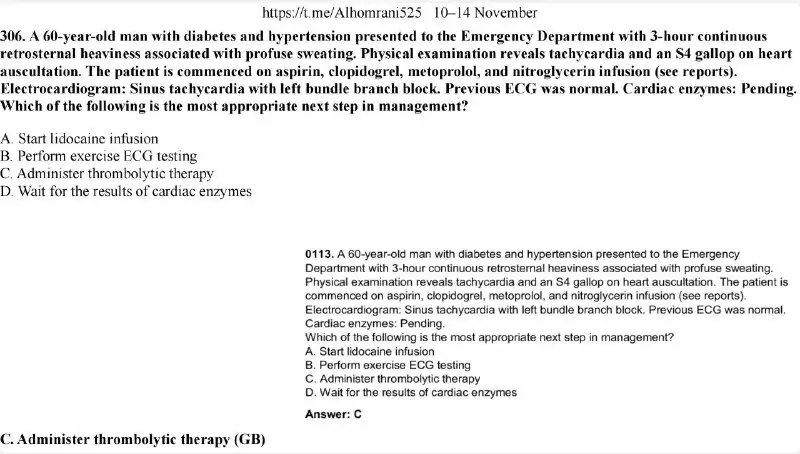 https://t.me/Alhomrani525 10–14 November
306. A 60-year-old man with diabetes and hypertension presented to the Emergency Department with 3-hour continuous
retrosternal heaviness associated with profuse sweating. Physical examination reveals tachycardia and an S4 gallop on heart
auscultation. The patient is commenced on aspirin, clopidogrel, metoprolol, and nitroglycerin infusion (see reports).
Electrocardiogram: Sinus tachycardia with left bundle branch block. Previous ECG was normal. Cardiac enzymes: Pending.
Which of the following is the most appropriate next step in management?
A. Start lidocaine infusion
B. Perform exercise ECG testing
C. Administer thrombolytic therapy
D. Wait for the results of cardiac enzymes
0113. A 60-year-old man with diabetes and hypertension presented to the Emergency
Department with 3-hour continuous retrosternal heaviness associated with profuse sweating.
Physical examination reveals tachycardia and an S4 gallop on heart auscultation. The patient is
commenced on aspirin, clopidogrel, metoprolol, and nitroglycerin infusion (see reports).
Electrocardiogram: Sinus tachycardia with left bundle branch block. Previous ECG was normal.
Cardiac enzymes: Pending.
Which of the following is the most appropriate next step in management?
A. Start lidocaine infusion
B. Perform exercise ECG testing
C. Administer thrombolytic therapy
D. Wait for the results of cardiac enzymes
Answer: C
C. Administer thrombolytic therapy (GB)